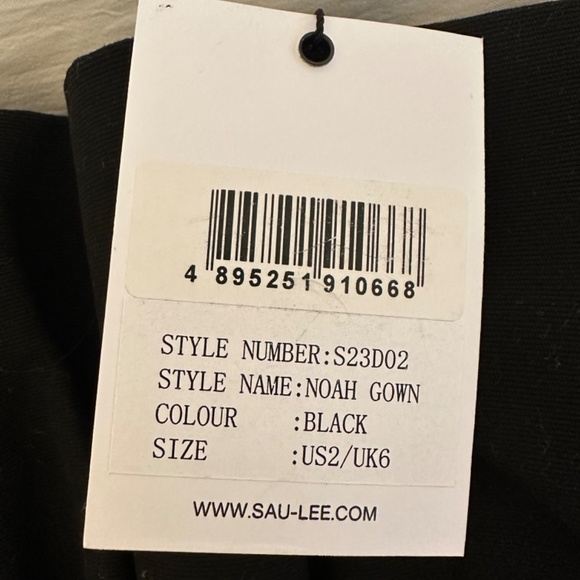 4 895251 910668
STYLE NUMBER:S23D02
STYLE NAME:NOAH GOWN
COLOUR :BLACK
SIZE :US2/UK6
WWW.SAU-LEE.COM